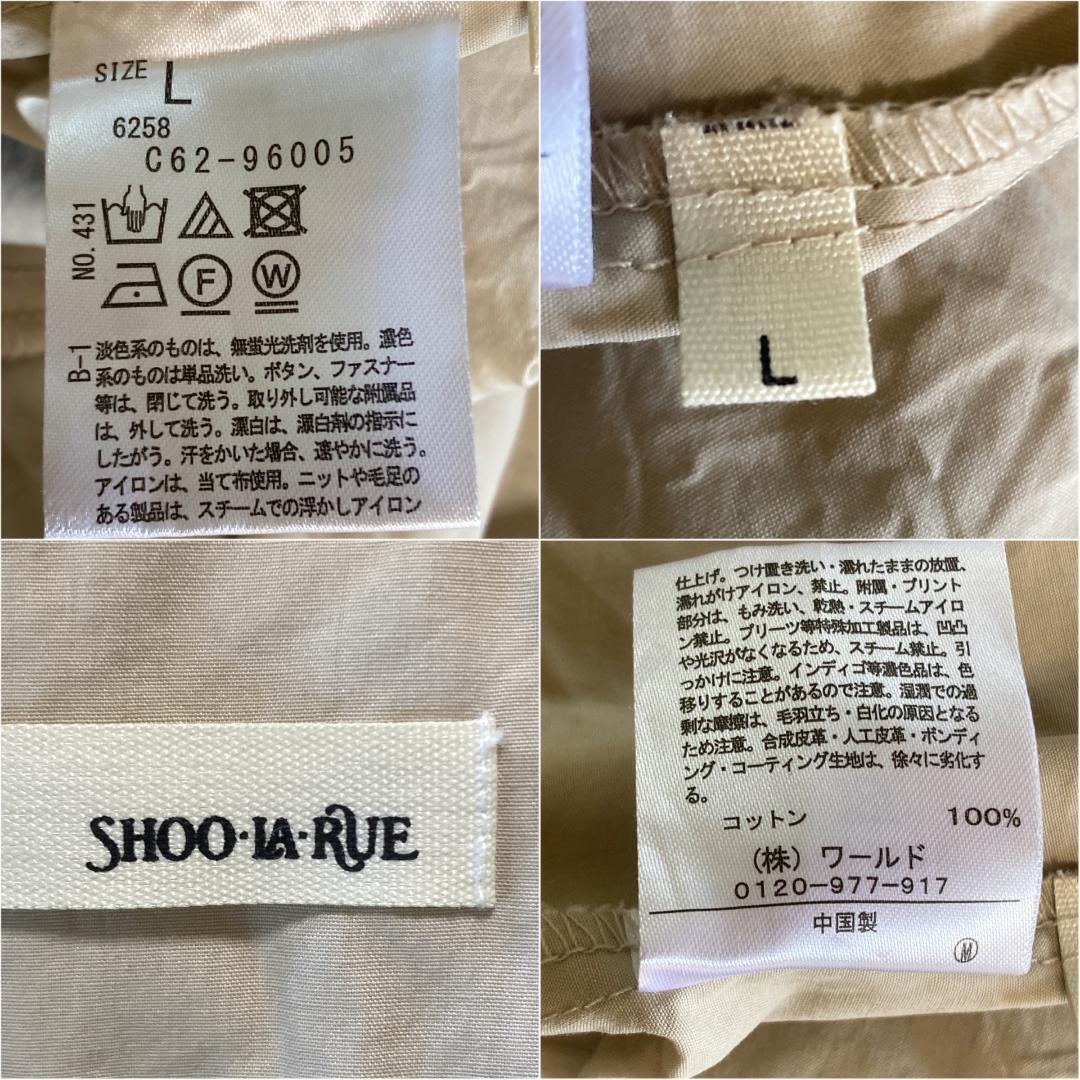 SIZE L
6258
C62-96005
NO.431
F W
B-1
淡色系のものは、無蛍光洗剤を使用。濃色
系のものは単品洗い。ボタン、ファスナー
等は、閉じて洗う。取り外し可能な附属品
は、外して洗う。漂白は、漂白剤の指示に
したがう。汗をかいた場合、速やかに洗う。
アイロンは、当て布使用。ニットや毛足の
ある製品は、スチームでの浮かしアイロン
L
SHOO·LA·RUE
仕上げ。つけ置き洗い・濡れたままの放置、
濡れがけアイロン、禁止。附属・プリント
部分は、もみ洗い、乾熱・スチームアイロ
ン禁止。プリーツ等特殊加工製品は、凹凸
や光沢がなくなるため、スチーム禁止。引
っかけに注意。インディゴ等濃色品は、色
移りすることがあるので注意。湿潤での過
剰な摩擦は、毛羽立ち・白化の原因となる
ため注意。合成皮革・人工皮革・ボンディ
ング・コーティング生地は、徐々に劣化す
る。
コットン 100%
(株)ワールド
0120-977-917
中国製
M